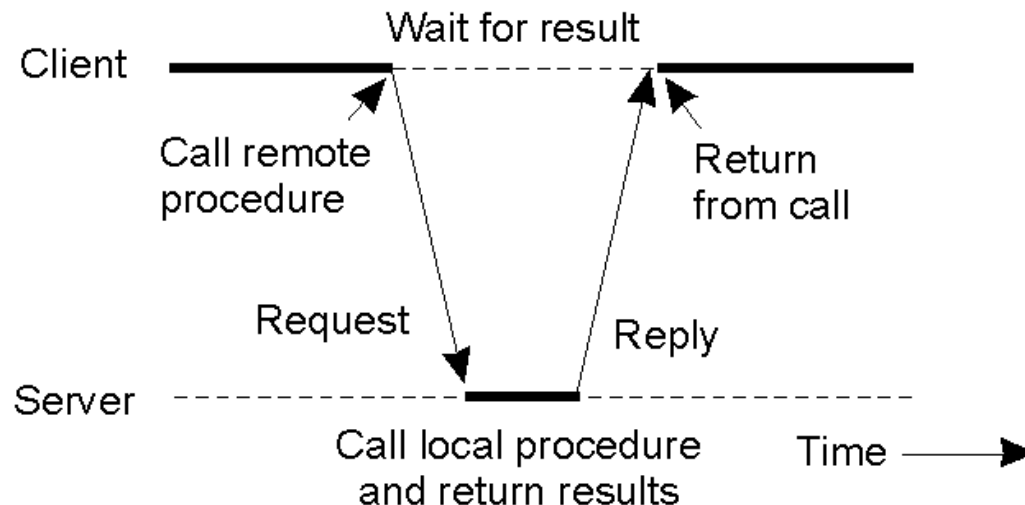 Wait for result
Client
Call remote
procedure
Return
from call
Request
Reply
Server
Call local procedure
and return results
Time